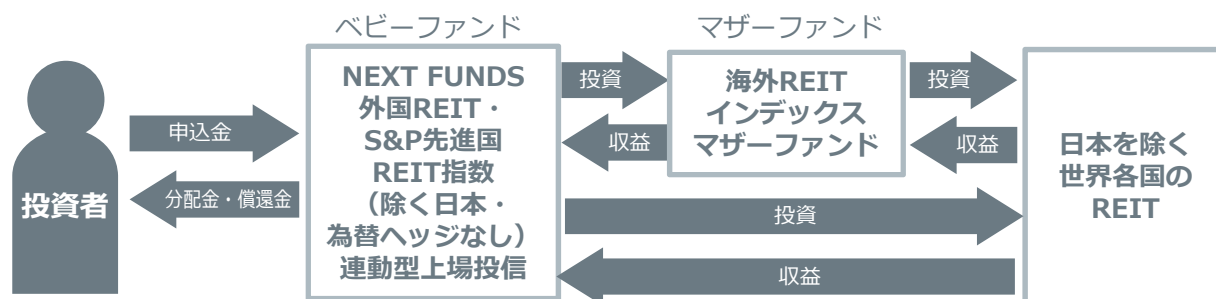 ベビーファンド
マザーファンド
投資者
申込金
分配金・償還金
NEXT FUNDS
外国REIT・
S&P先進国
REIT指数
（除く日本・
為替ヘッジなし）
連動型上場投信
投資
収益
海外REIT
インデックス
マザーファンド
投資
収益
投資
収益
日本を除く
世界各国の
REIT